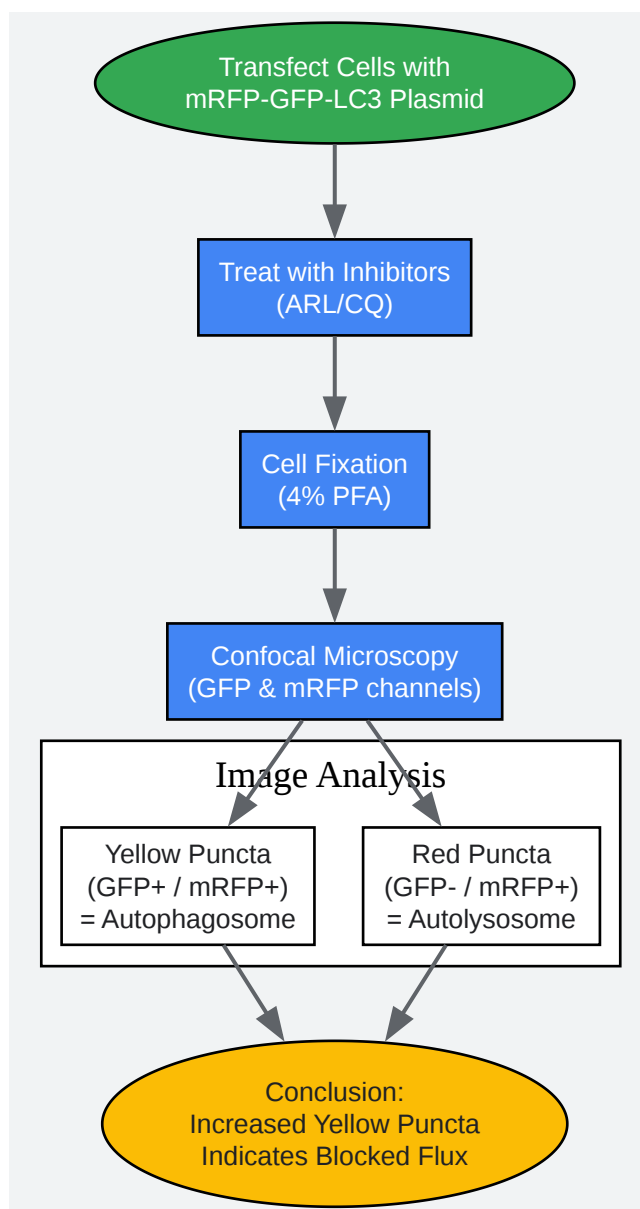 Transfect Cells with
mRFP-GFP-LC3 Plasmid
Treat with Inhibitors
(ARL/CQ)
Cell Fixation
(4% PFA)
Confocal Microscopy
(GFP & mRFP channels)
Image Analysis
Yellow Puncta
(GFP+ / mRFP+)
= Autophagosome
Red Puncta
(GFP- / mRFP+)
= Autolysosome
Conclusion:
Increased Yellow Puncta
Indicates Blocked Flux